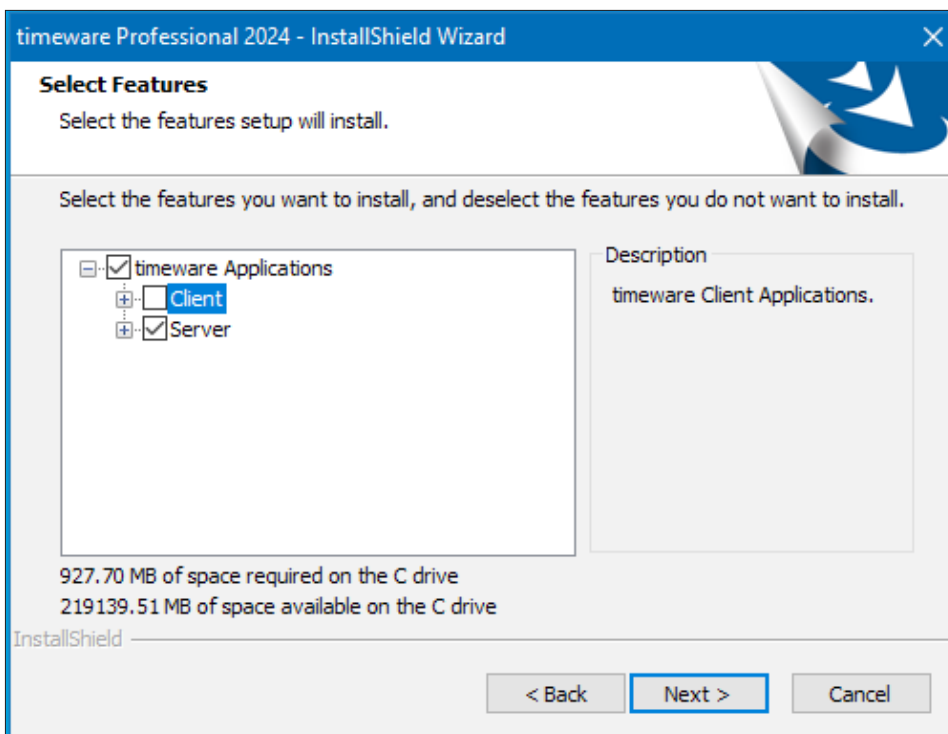 timeware Professional 2024 - InstallShield Wizard
Select Features
Select the features setup will install.
Select the features you want to install, and deselect the features you do not want to install.
timeware Applications
Client
Server
Description
timeware Client Applications.
927.70 MB of space required on the C drive
219139.51 MB of space available on the C drive
InstallShield
< Back
Next >
Cancel